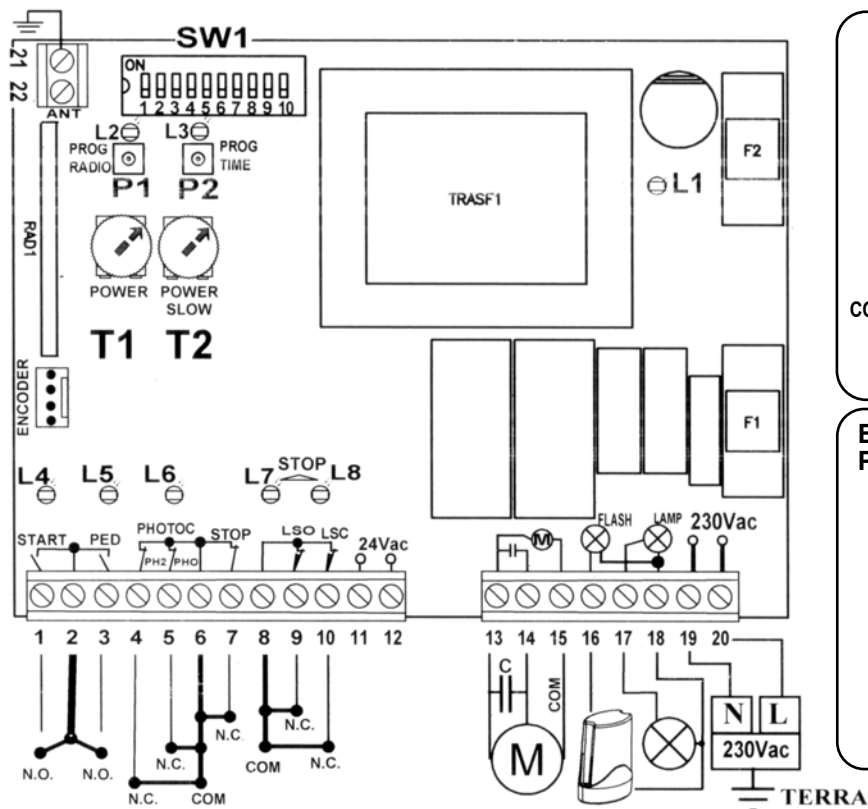 SW1
21
22
ANT
ON
1 2 3 4 5 6 7 8 9 10
L2
L3
PROG
RADIO
PROG
TIME
P1
P2
RAD1
POWER
POWER
SLOW
T1
T2
TRASF1
L1
F2
F1
ENCODER
L4
L5
L6
L7
STOP
L8
START
PED
PHOTOC
PH2
PHO
STOP
LSO
LSC
24Vac
M
FLASH
LAMP
230Vac
1 2 3 4 5 6 7 8 9 10 11 12
13 14 15 16 17 18 19 20
N.O.
N.O.
N.C.
N.C.
N.C.
COM
COM
N.C.
N.C.
C
COM
M
N
L
230Vac
TERRA